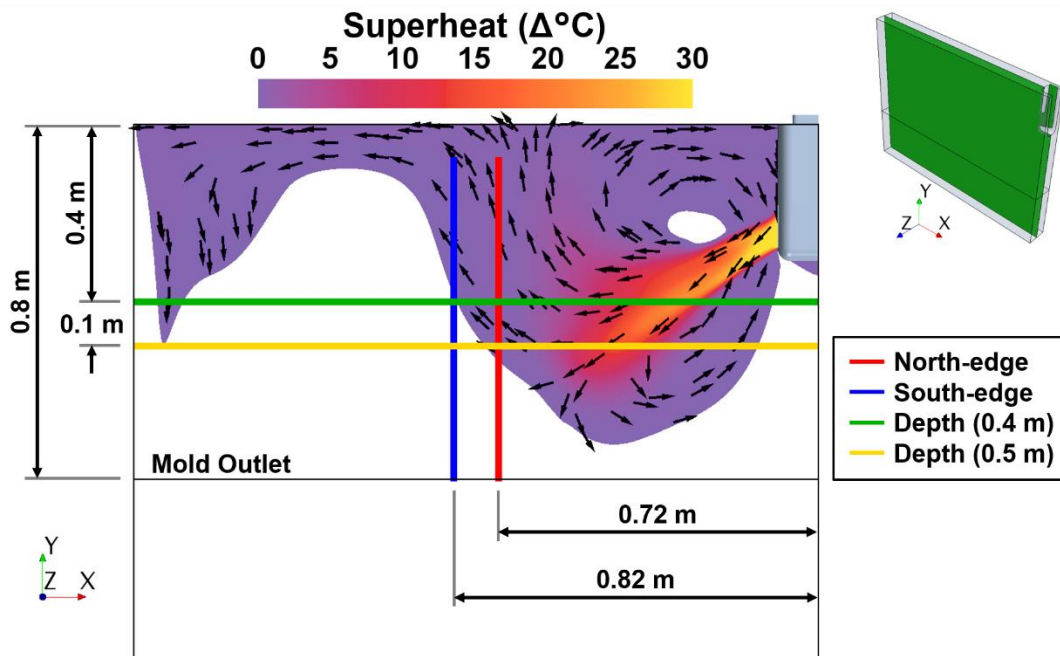 Superheat (Δ°C)
0 5 10 15 20 25 30
0.4 m
0.8 m
0.1 m
Mold Outlet
0.72 m
0.82 m
Y
Z X
Y
Z X
North-edge
South-edge
Depth (0.4 m)
Depth (0.5 m)